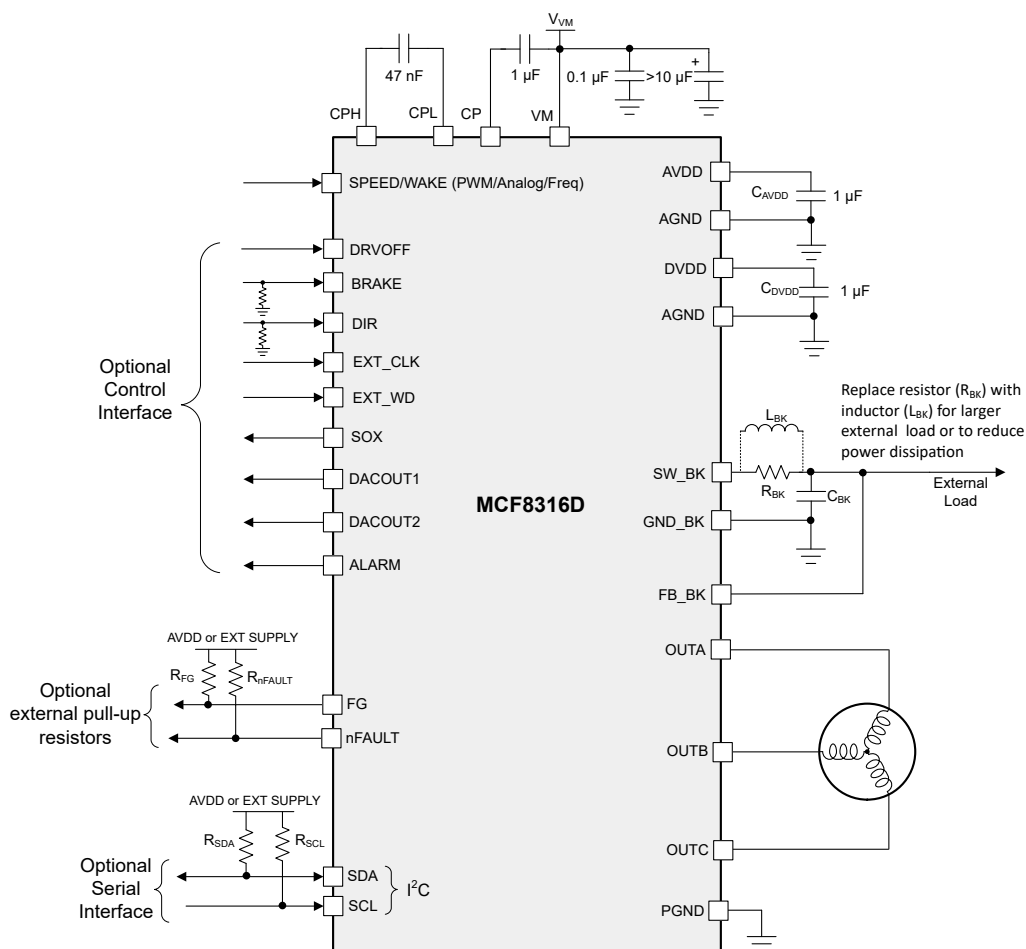 V_VM
47 nF
1 µF
0.1 µF
>10 µF
+
CPH
CPL
CP
VM
SPEED/WAKE (PWM/Analog/Freq)
DRVOFF
BRAKE
DIR
EXT_CLK
EXT_WD
SOX
DACOUT1
DACOUT2
ALARM
Optional
Control
Interface
AVDD or EXT SUPPLY
R_FG
R_nFAULT
Optional
external pull-up
resistors
FG
nFAULT
AVDD or EXT SUPPLY
R_SDA
R_SCL
Optional
Serial
Interface
SDA
SCL
I²C
MCF8316D
AVDD
C_AVDD
1 µF
AGND
DVDD
C_DVDD
1 µF
AGND
Replace resistor (R_BK) with
inductor (L_BK) for larger
external load or to reduce
power dissipation
L_BK
SW_BK
R_BK
C_BK
External
Load
GND_BK
FB_BK
OUTA
OUTB
OUTC
PGND